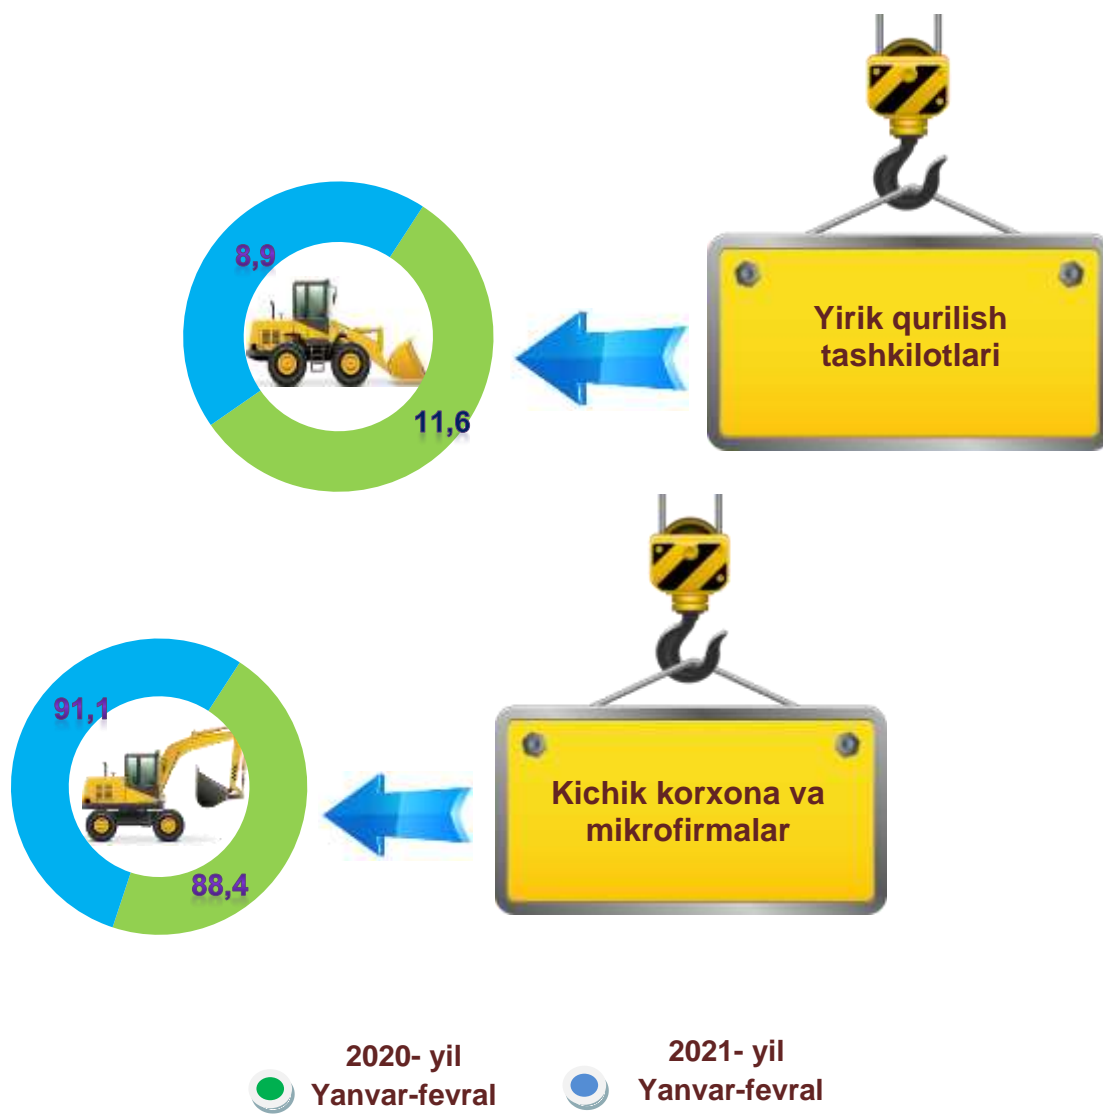 8,9
11,6
Yirik qurilish
tashkilotlari
91,1
88,4
Kichik korxona va
mikrofirmalar
2020- yil
Yanvar-fevral
2021- yil
Yanvar-fevral